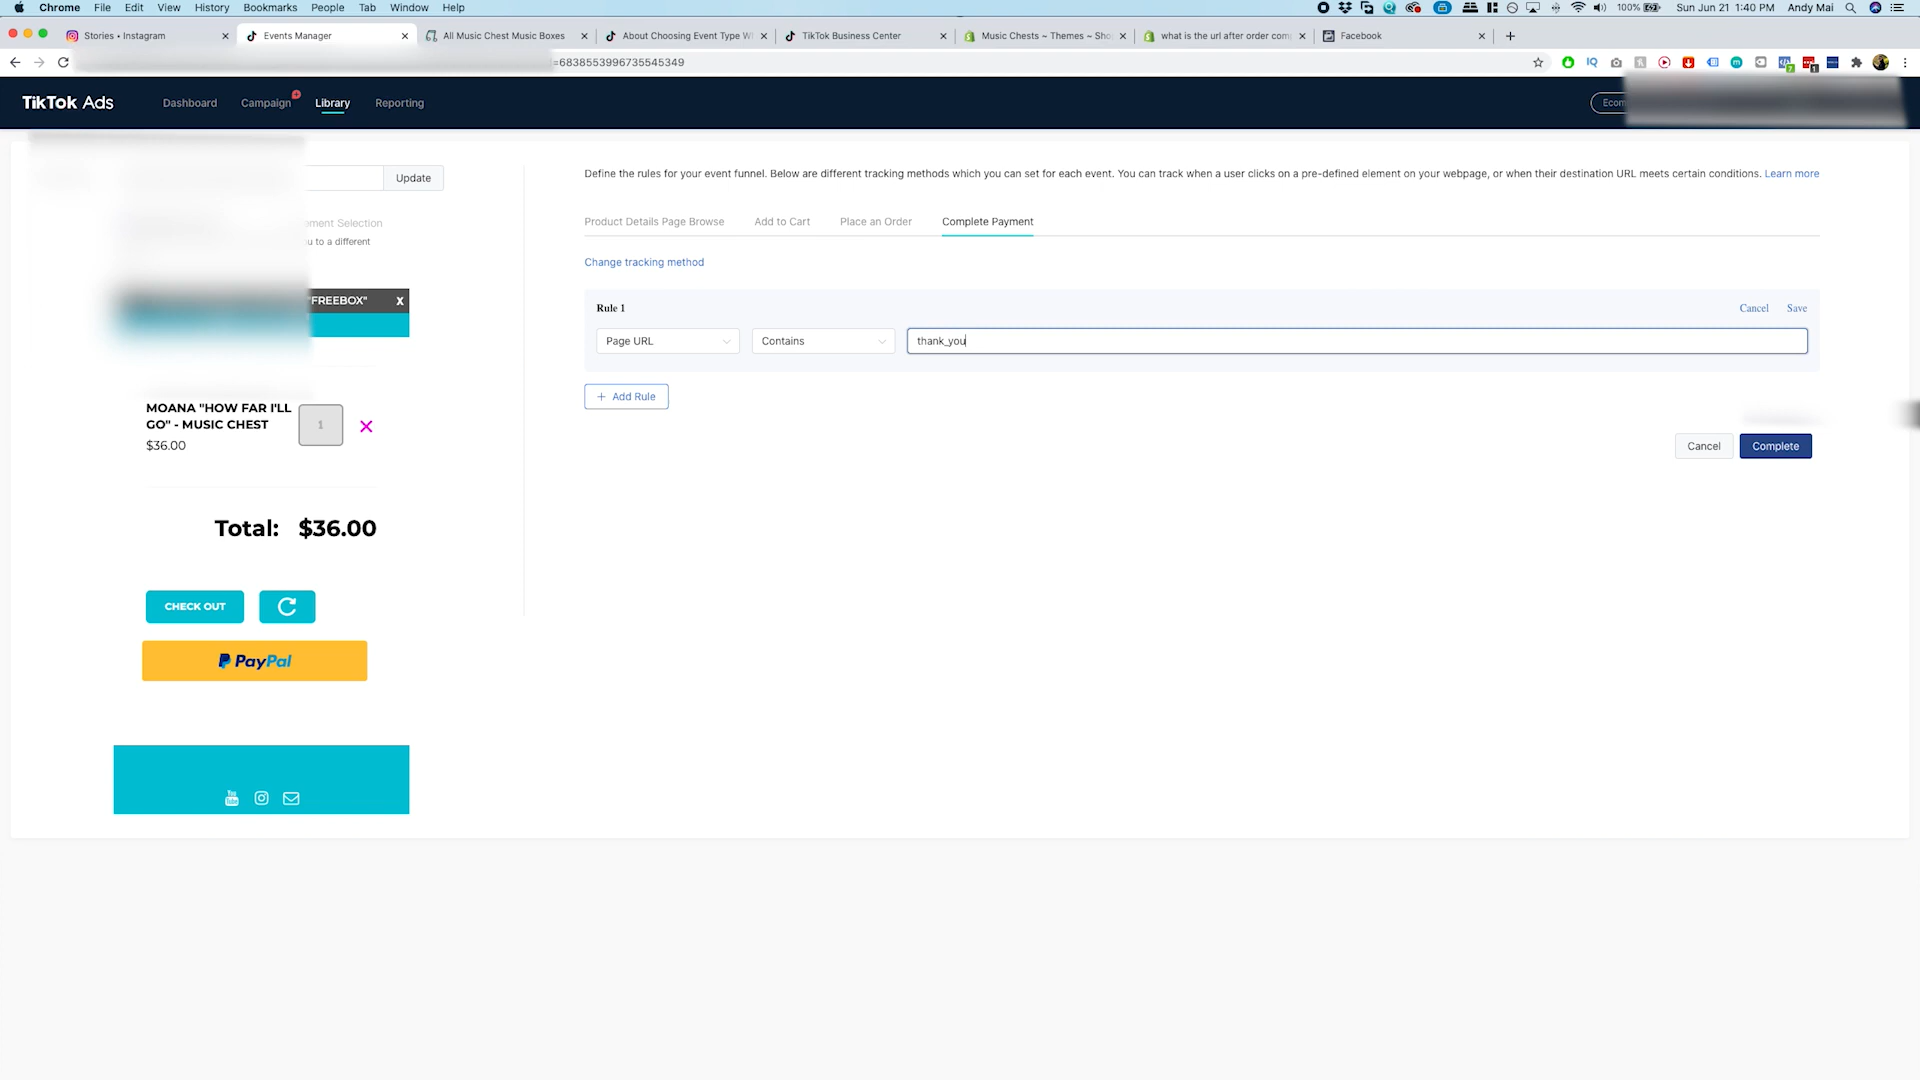 Chrome File Edit View History Bookmarks People Tab Window Help 100% Sun Jun 21 1:40 PM Andy Mai
Stories • Instagram Events Manager All Music Chest Music Boxes About Choosing Event Type W TikTok Business Center Music Chests ~ Themes ~ Sho what is the url after order com Facebook
=6838553996735545349
TikTok Ads Dashboard Campaign Library Reporting Ecom
Update
Define the rules for your event funnel. Below are different tracking methods which you can set for each event. You can track when a user clicks on a pre-defined element on your webpage, or when their destination URL meets certain conditions. Learn more
ement Selection
u to a different
Product Details Page Browse Add to Cart Place an Order Complete Payment
Change tracking method
"FREEBOX" X
Rule 1 Cancel Save
Page URL Contains thank_you
+ Add Rule
Cancel Complete
MOANA "HOW FAR I'LL
GO" - MUSIC CHEST
$36.00
1
Total: $36.00
CHECK OUT
PayPal